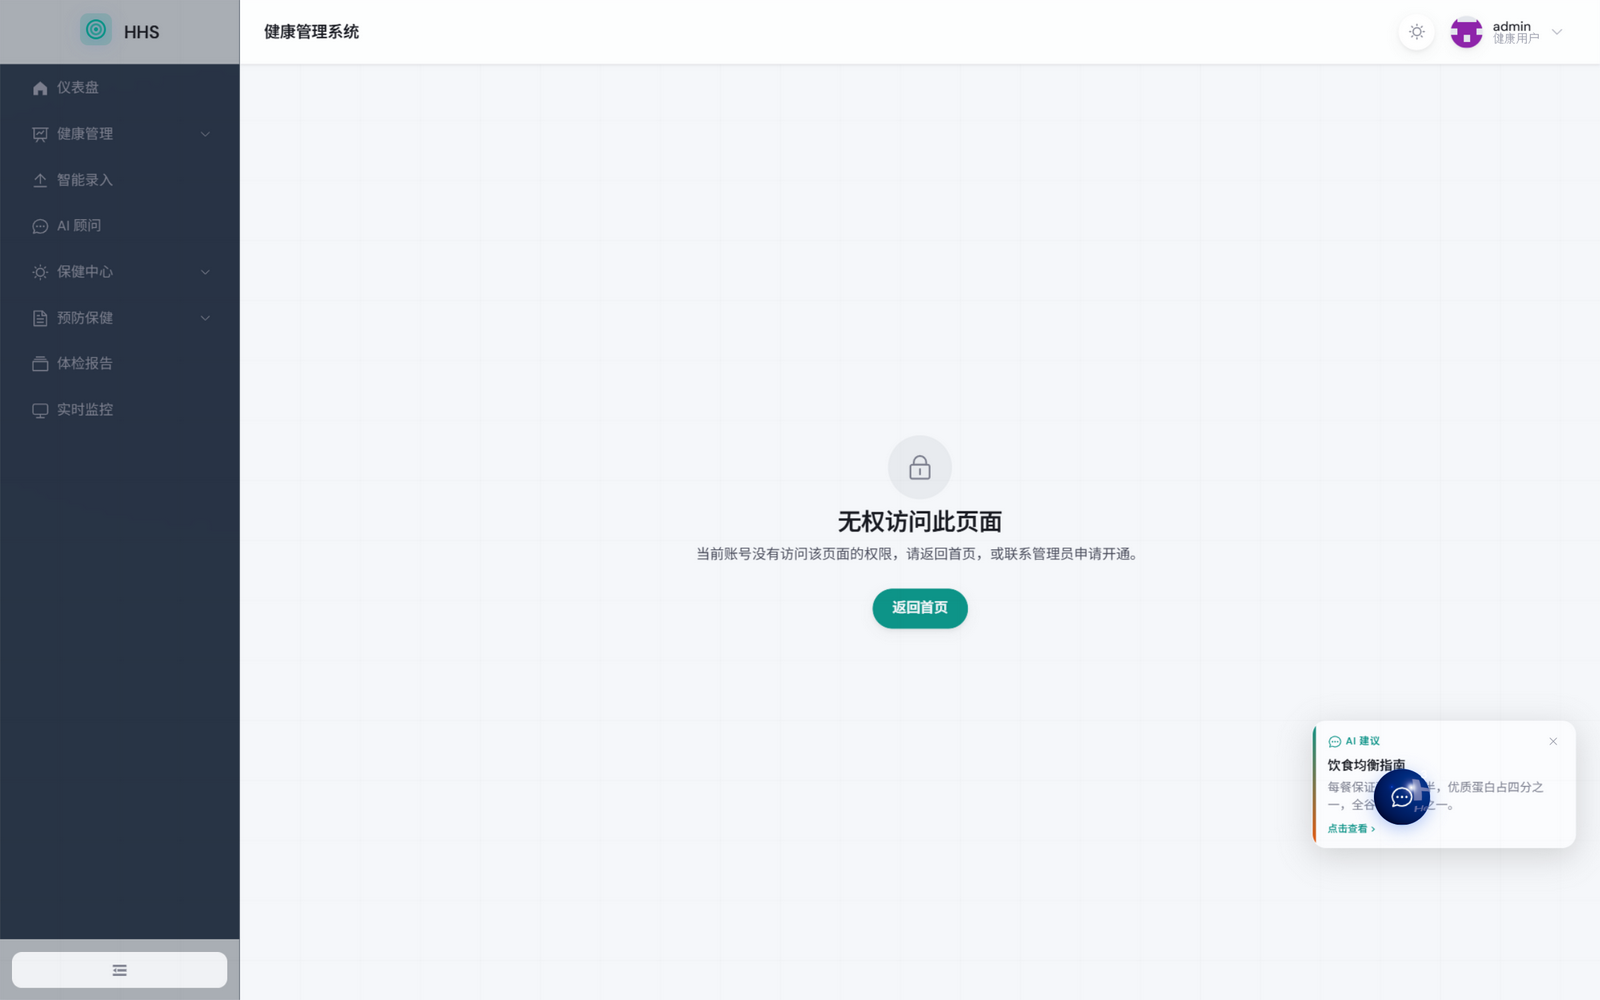 HHS
健康管理系统
admin
健康用户
仪表盘
健康管理
智能录入
AI 顾问
保健中心
预防保健
体检报告
实时监控
无权访问此页面
当前账号没有访问该页面的权限，请返回首页，或联系管理员申请开通。
返回首页
AI 建议
饮食均衡指南
每餐保证 半，优质蛋白占四分之
一，全谷 之一。
点击查看 ›